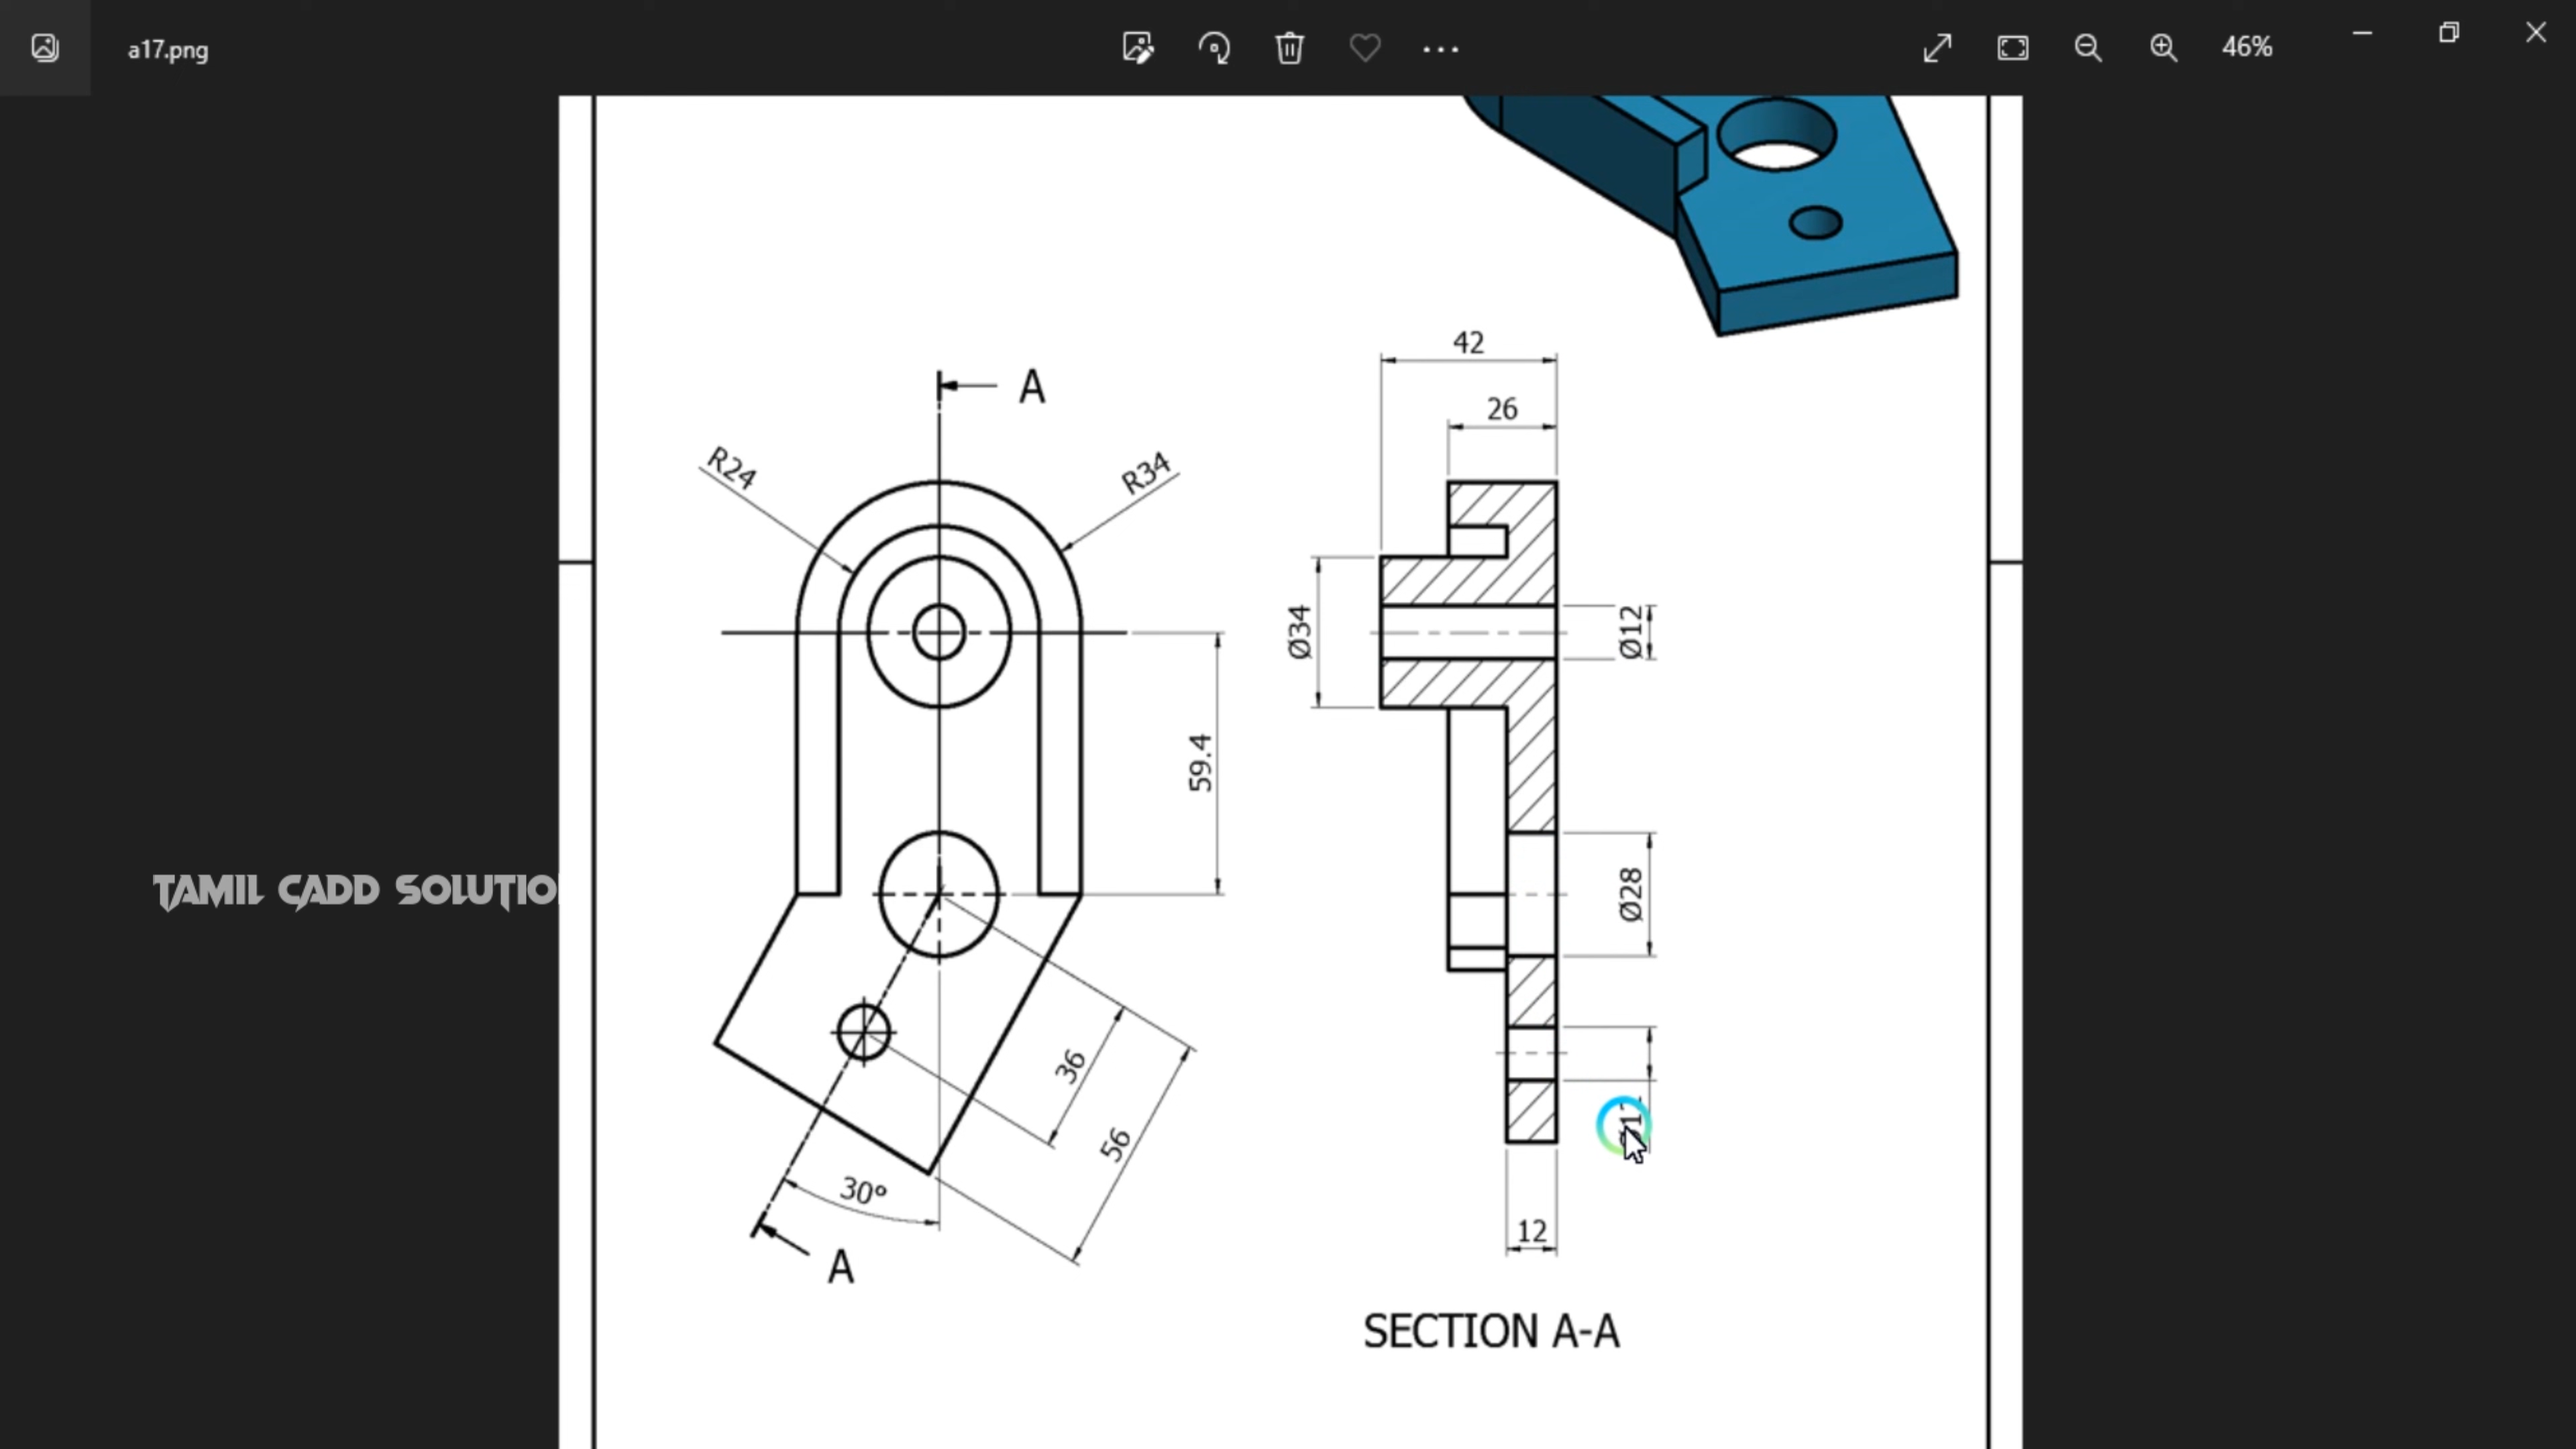 a17.png
46%
42
A
26
R24
R34
Ø34
Ø12
59.4
TAMIL CADD SOLUTIO
Ø28
36
56
30º
12
A
SECTION A-A